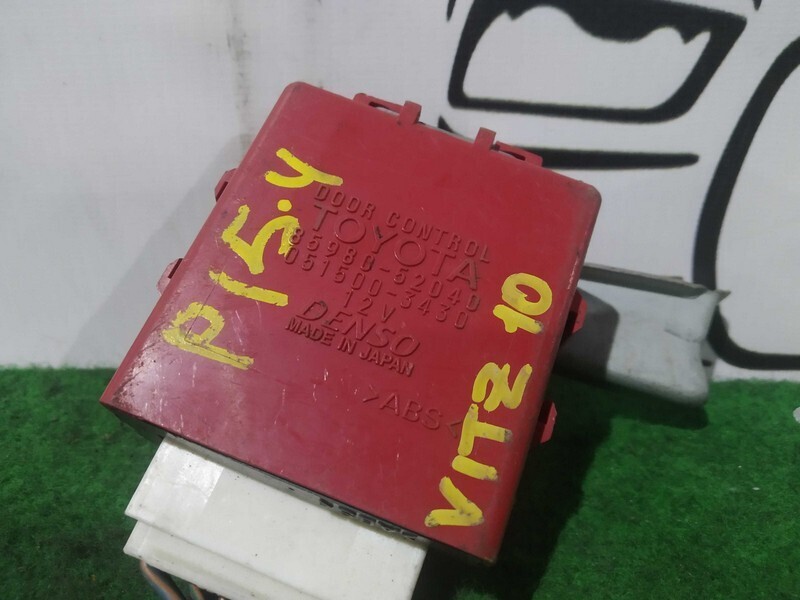 P15.4
DOOR CONTROL
TOYOTA
85980-52040
051500-3430
12V
DENSO
MADE IN JAPAN
>ABS<
VITZ 10